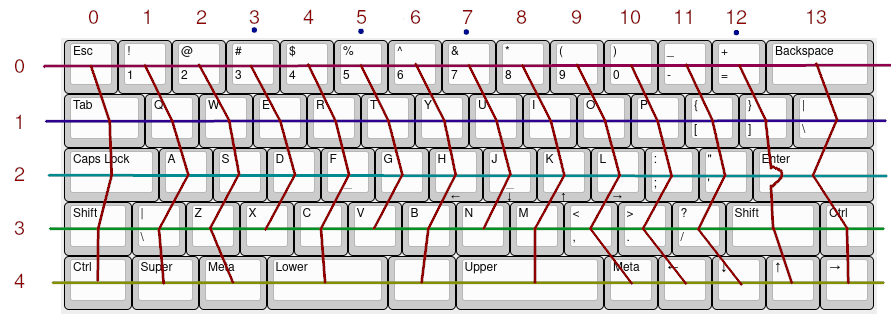 0 1 2 3 4 5 6 7 8 9 10 11 12 13
0 Esc ! @ # $ % ^ & * ( ) _ + Backspace
1 2 3 4 5 6 7 8 9 0 - =
1 Tab Q W E R T Y U I O P { } |
[ ] \
2 Caps Lock A S D F G H J K L : " Enter
_ _ ; '
← ↓ ↑ →
3 Shift | Z X C V B N M < > ? Shift Ctrl
\ , . /
4 Ctrl Super Meta Lower Upper Meta ← ↓ ↑ →